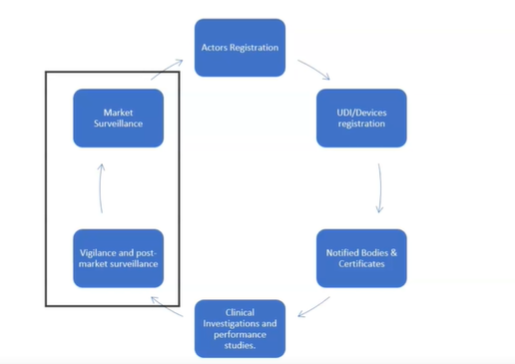 Actors Registration
Market
Surveillance
UDI/Devices
registration
Vigilance and post-
market surveillance
Notified Bodies &
Certificates
Clinical
Investigations and
performance
studies.